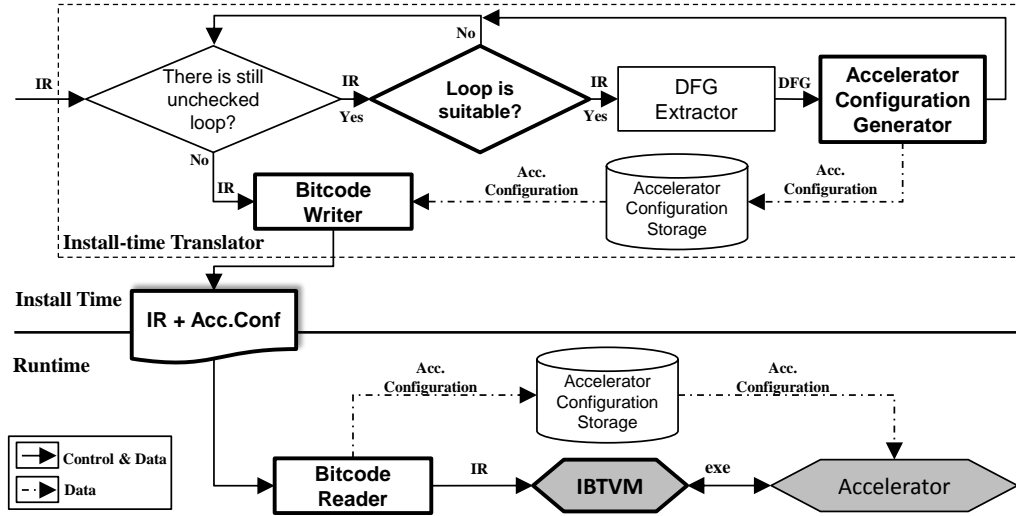 No
No
IR
There is still
unchecked
loop?
IR
Yes
Loop is
suitable?
IR
Yes
DFG
Extractor
DFG
Accelerator
Configuration
Generator
No
IR
Bitcode
Writer
Acc.
Configuration
Accelerator
Configuration
Storage
Acc.
Configuration
Install-time Translator
Install Time
IR + Acc.Conf
Runtime
Acc.
Configuration
Accelerator
Configuration
Storage
Acc.
Configuration
Control & Data
Data
Bitcode
Reader
IR
IBTVM
exe
Accelerator